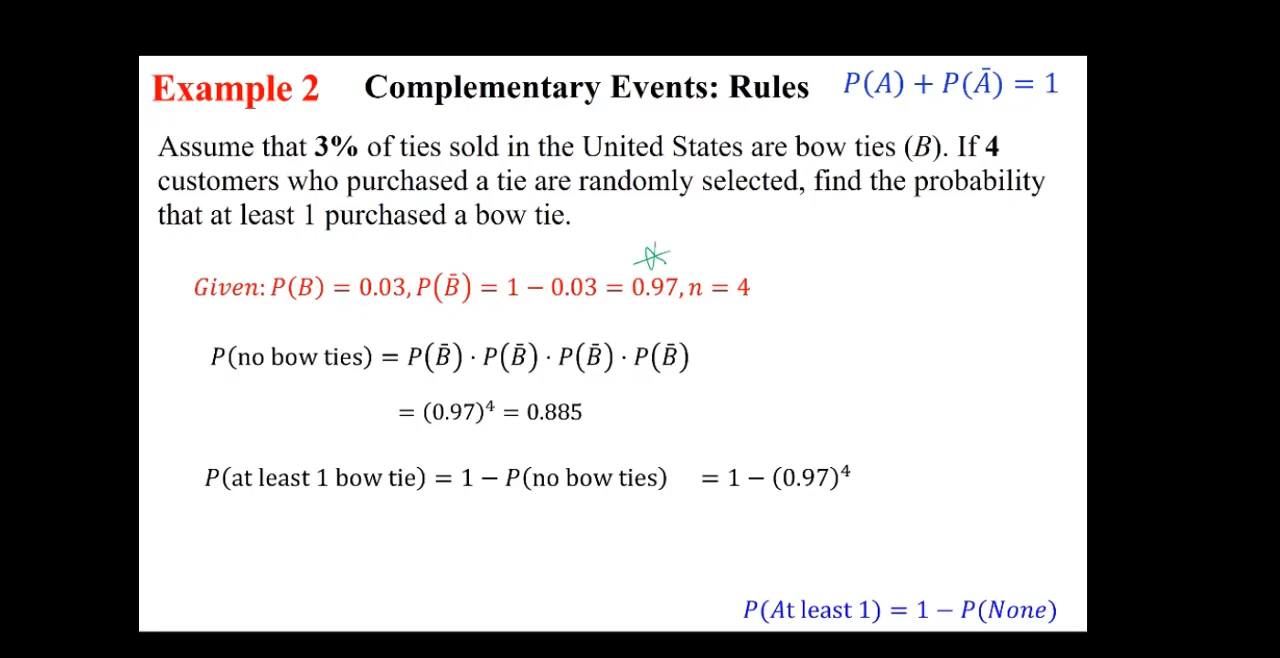 Example 2 Complementary Events: Rules P(A) + P(Ā) = 1
Assume that 3% of ties sold in the United States are bow ties (B). If 4
customers who purchased a tie are randomly selected, find the probability
that at least 1 purchased a bow tie.
Given: P(B) = 0.03, P(B̄) = 1 − 0.03 = 0.97, n = 4
P(no bow ties) = P(B̄) · P(B̄) · P(B̄) · P(B̄)
= (0.97)⁴ = 0.885
P(at least 1 bow tie) = 1 − P(no bow ties) = 1 − (0.97)⁴
P(At least 1) = 1 − P(None)